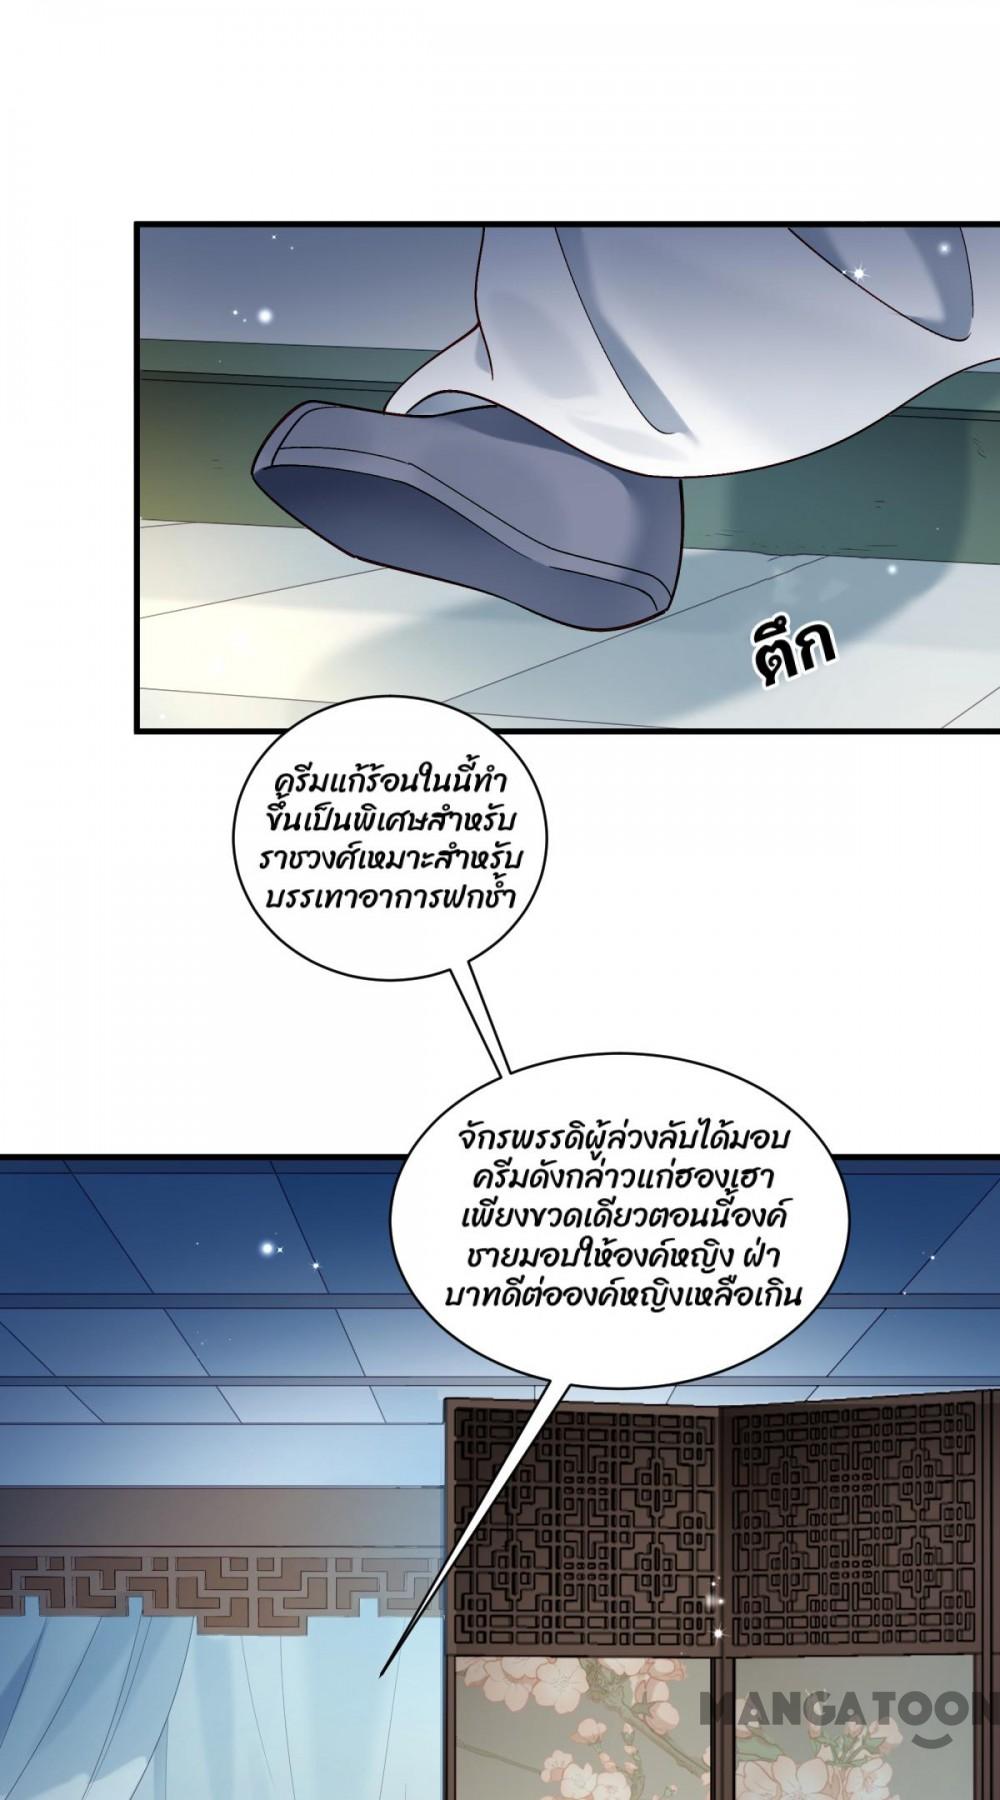 ตึก
ครีมแก้ร้อนในนี้ทำ
ขึ้นเป็นพิเศษสำหรับ
ราชวงศ์เหมาะสำหรับ
บรรเทาอาการฟกช้ำ
จักรพรรดิผู้ล่วงลับได้มอบ
ครีมดังกล่าวแก่ฮองเฮา
เพียงขวดเดียวตอนนี้องค์
ชายมอบให้องค์หญิง ฝ่า
บาทดีต่อองค์หญิงเหลือเกิน
MANGATOON